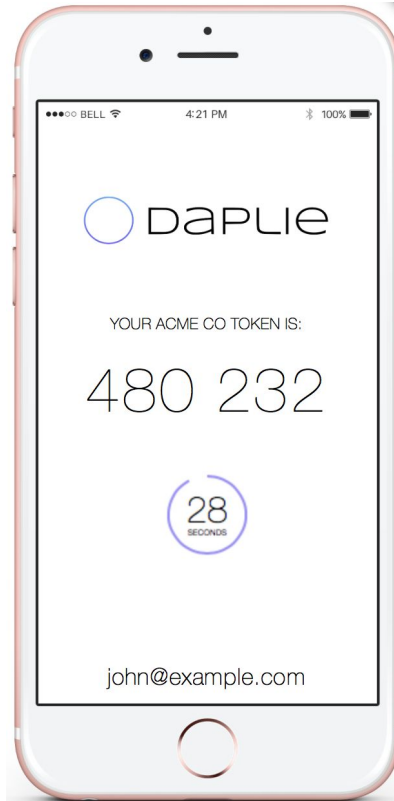 BELL 4:21 PM 100%
DAPLIE
YOUR ACME CO TOKEN IS:
480 232
28
SECONDS
john@example.com